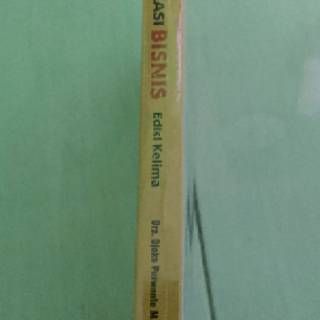 ASI BISNIS
Edisi Kelima
Drs. Djoko Purwanto M